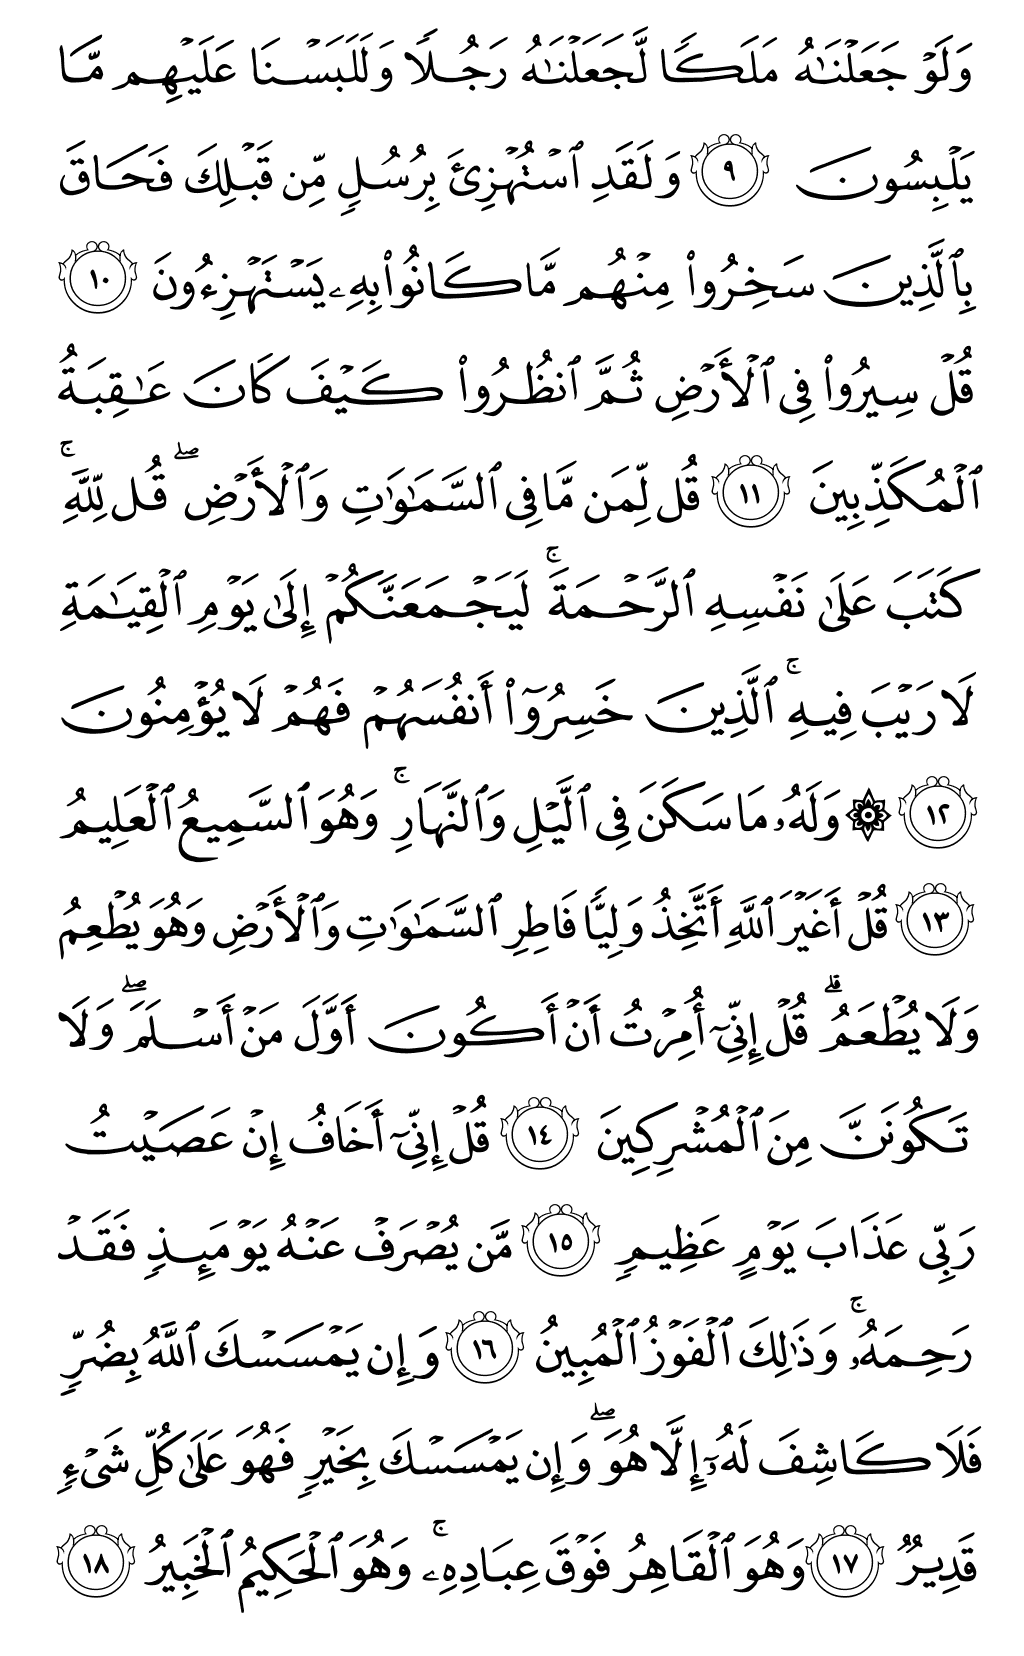 وَلَوْ جَعَلْنَـٰهُ مَلَكًا لَّجَعَلْنَـٰهُ رَجُلًا وَلَلَبَسْنَا عَلَيْهِم مَّا
يَلْبِسُونَ ٩ وَلَقَدِ ٱسْتُهْزِئَ بِرُسُلٍ مِّن قَبْلِكَ فَحَاقَ
بِٱلَّذِينَ سَخِرُوا۟ مِنْهُم مَّا كَانُوا۟ بِهِۦ يَسْتَهْزِءُونَ ١٠
قُلْ سِيرُوا۟ فِى ٱلْأَرْضِ ثُمَّ ٱنظُرُوا۟ كَيْفَ كَانَ عَـٰقِبَةُ
ٱلْمُكَذِّبِينَ ١١ قُل لِّمَن مَّا فِى ٱلسَّمَـٰوَٰتِ وَٱلْأَرْضِ ۖ قُل لِّلَّهِ ۚ
كَتَبَ عَلَىٰ نَفْسِهِ ٱلرَّحْمَةَ ۚ لَيَجْمَعَنَّكُمْ إِلَىٰ يَوْمِ ٱلْقِيَـٰمَةِ
لَا رَيْبَ فِيهِ ۚ ٱلَّذِينَ خَسِرُوٓا۟ أَنفُسَهُمْ فَهُمْ لَا يُؤْمِنُونَ
١٢ ۞ وَلَهُۥ مَا سَكَنَ فِى ٱلَّيْلِ وَٱلنَّهَارِ ۚ وَهُوَ ٱلسَّمِيعُ ٱلْعَلِيمُ
١٣ قُلْ أَغَيْرَ ٱللَّهِ أَتَّخِذُ وَلِيًّا فَاطِرِ ٱلسَّمَـٰوَٰتِ وَٱلْأَرْضِ وَهُوَ يُطْعِمُ
وَلَا يُطْعَمُ ۗ قُلْ إِنِّىٓ أُمِرْتُ أَنْ أَكُونَ أَوَّلَ مَنْ أَسْلَمَ ۖ وَلَا
تَكُونَنَّ مِنَ ٱلْمُشْرِكِينَ ١٤ قُلْ إِنِّىٓ أَخَافُ إِنْ عَصَيْتُ
رَبِّى عَذَابَ يَوْمٍ عَظِيمٍ ١٥ مَّن يُصْرَفْ عَنْهُ يَوْمَئِذٍ فَقَدْ
رَحِمَهُۥ ۚ وَذَٰلِكَ ٱلْفَوْزُ ٱلْمُبِينُ ١٦ وَإِن يَمْسَسْكَ ٱللَّهُ بِضُرٍّ
فَلَا كَاشِفَ لَهُۥٓ إِلَّا هُوَ ۖ وَإِن يَمْسَسْكَ بِخَيْرٍ فَهُوَ عَلَىٰ كُلِّ شَىْءٍ
قَدِيرٌ ١٧ وَهُوَ ٱلْقَاهِرُ فَوْقَ عِبَادِهِۦ ۚ وَهُوَ ٱلْحَكِيمُ ٱلْخَبِيرُ ١٨